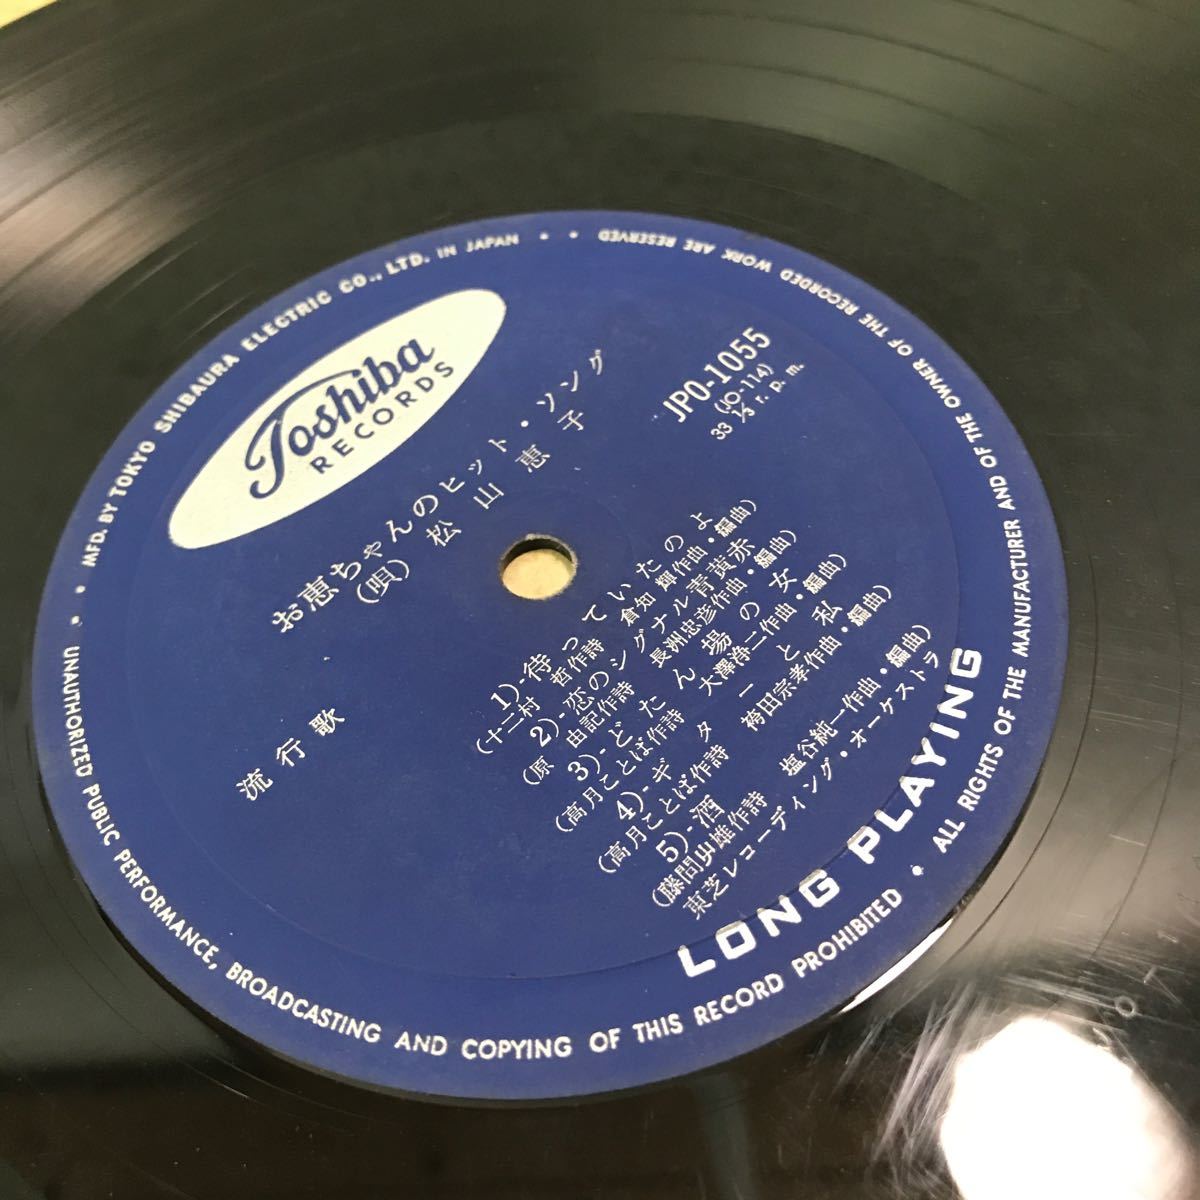 MFD. BY TOKYO SHIBAURA ELECTRIC CO., LTD. IN JAPAN
Toshiba
RECORDS
お恵ちゃんのヒット・ソング
(唄) 松山恵子
JPO-1055
(JO-114)
33 ⅓ r. p. m.
流行歌
1)-待っていたのよ
(十二村 哲作詩 倉知 輝作曲・編曲)
2)-恋のシグナル青黄赤
(原 由記作詩 長洲忠彦作曲・編曲)
3)-どたん場の女
(高月ことば作詩 大澤浄二作曲・編曲)
4)-ギターと私
(高月ことば作詩 袴田宗孝作曲・編曲)
5)-酒
(藤間哲雄作詩 塩谷純一作曲・編曲)
東芝レコーディング・オーケストラ
LONG PLAYING
ALL RIGHTS OF THE MANUFACTURER AND OF THE OWNER OF THE RECORDED WORK ARE RESERVED
UNAUTHORIZED PUBLIC PERFORMANCE, BROADCASTING AND COPYING OF THIS RECORD PROHIBITED